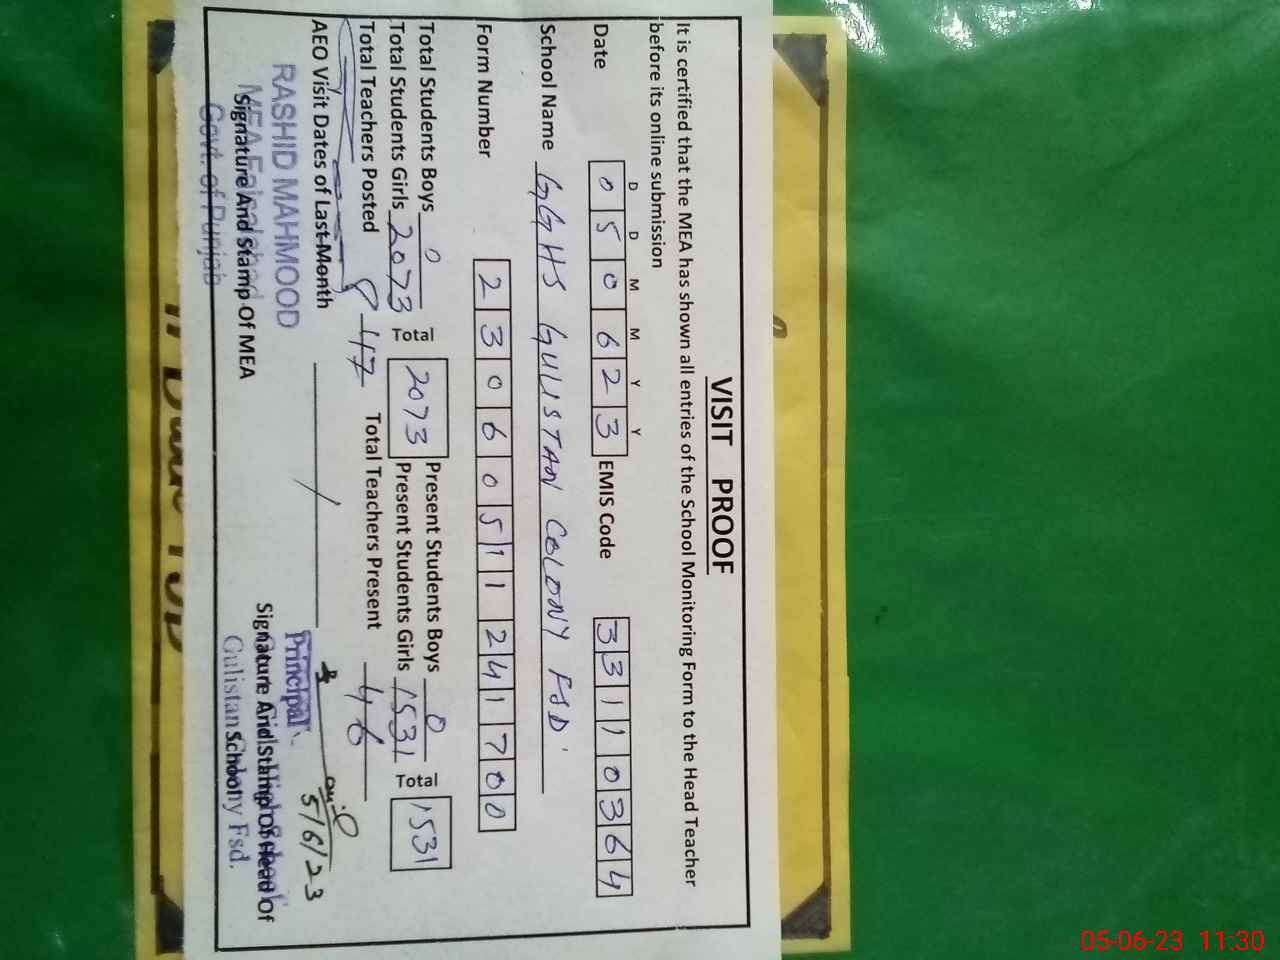 VISIT PROOF
It is certified that the MEA has shown all entries of the School Monitoring Form to the Head Teacher
before its online submission
D D M M Y Y
Date 0 5 0 6 2 3 EMIS Code 3 3 1 1 0 3 6 4
School Name GGHS GULISTAN COLONY FSD
Form Number 2 3 0 6 0 5 1 1 2 4 1 7 0 0
Total Students Boys 0 Present Students Boys 0
Total Students Girls 2073 Total 2073 Present Students Girls 1531 Total 1531
Total Teachers Posted 47 Total Teachers Present 46
AEO Visit Dates of Last Month
5/6/23
RASHID MAHMOOD
MEA Faisalabad
Govt. of Punjab
Signature And Stamp Of MEA
Principal
Signature And Stamp Of Head Of
School
Gulistan Colony Fsd.
05-06-23 11:30